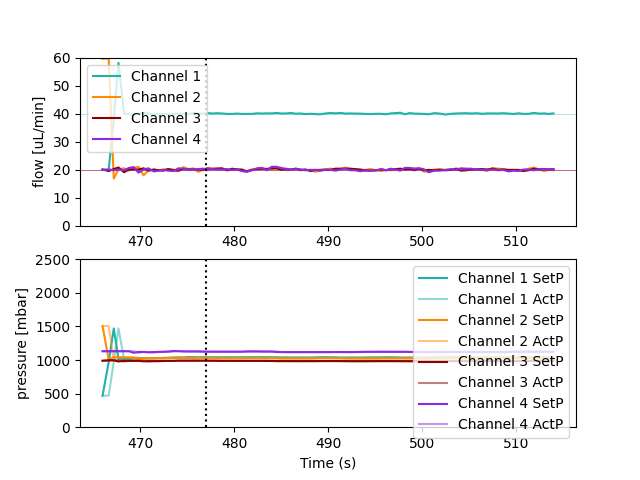 60
50
40
30
20
10
0
flow [uL/min]
Channel 1
Channel 2
Channel 3
Channel 4
470
480
490
500
510
2500
2000
1500
1000
500
0
pressure [mbar]
Channel 1 SetP
Channel 1 ActP
Channel 2 SetP
Channel 2 ActP
Channel 3 SetP
Channel 3 ActP
Channel 4 SetP
Channel 4 ActP
470
480
490
500
510
Time (s)